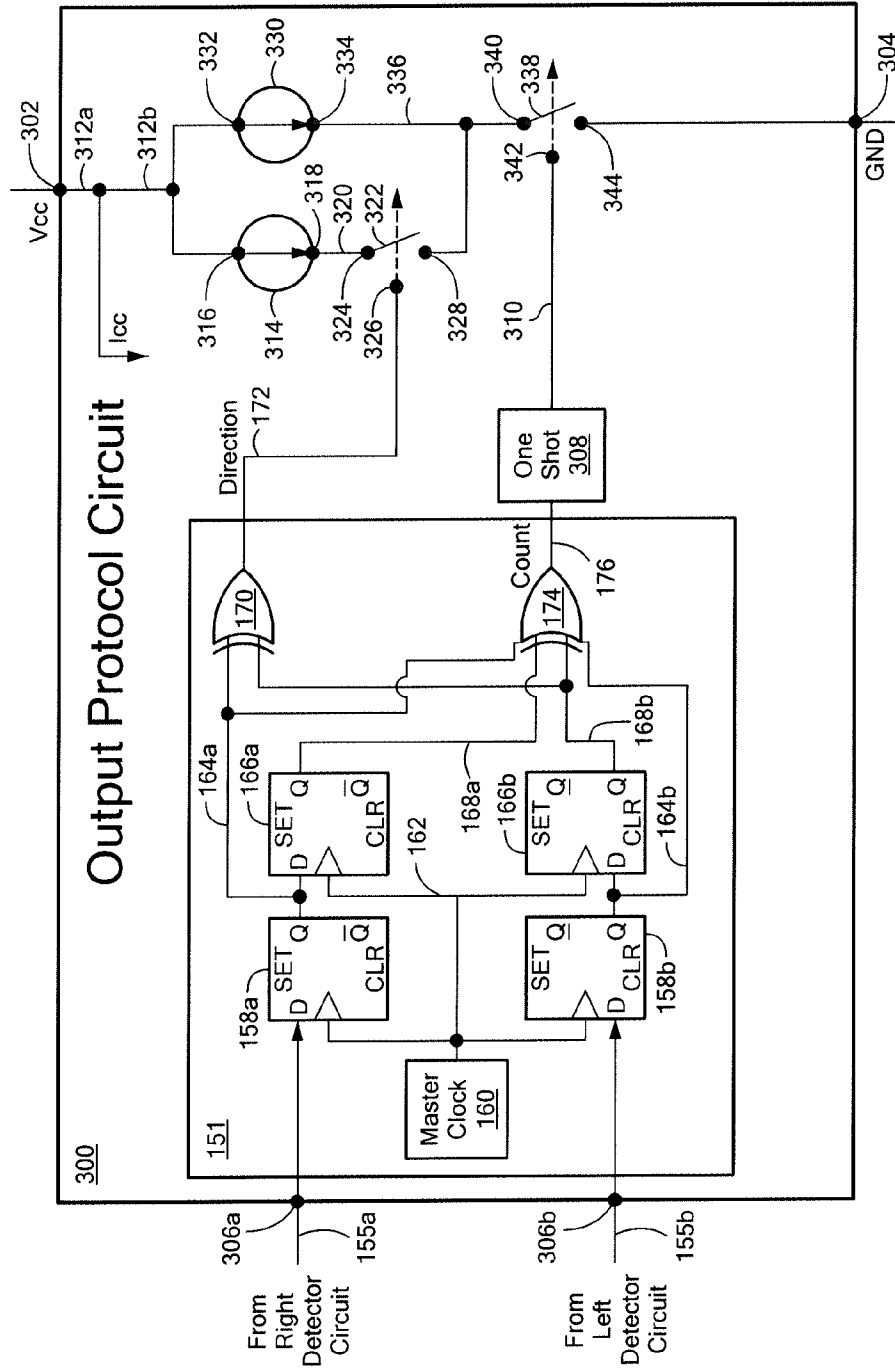 Output Protocol Circuit
300
Vcc
302
312a
312b
Icc
316
314
318
320
322
324
326
328
332
330
334
336
340
338
342
344
310
GND
304
Direction
172
151
From
Right
Detector
Circuit
155a
306a
158a
SET
D
Q
Q
CLR
164a
166a
SET
D
Q
Q
CLR
168a
170
Master
Clock
160
162
From
Left
Detector
Circuit
155b
306b
158b
SET
D
Q
Q
CLR
164b
166b
SET
D
Q
Q
CLR
168b
174
Count
176
One
Shot
308